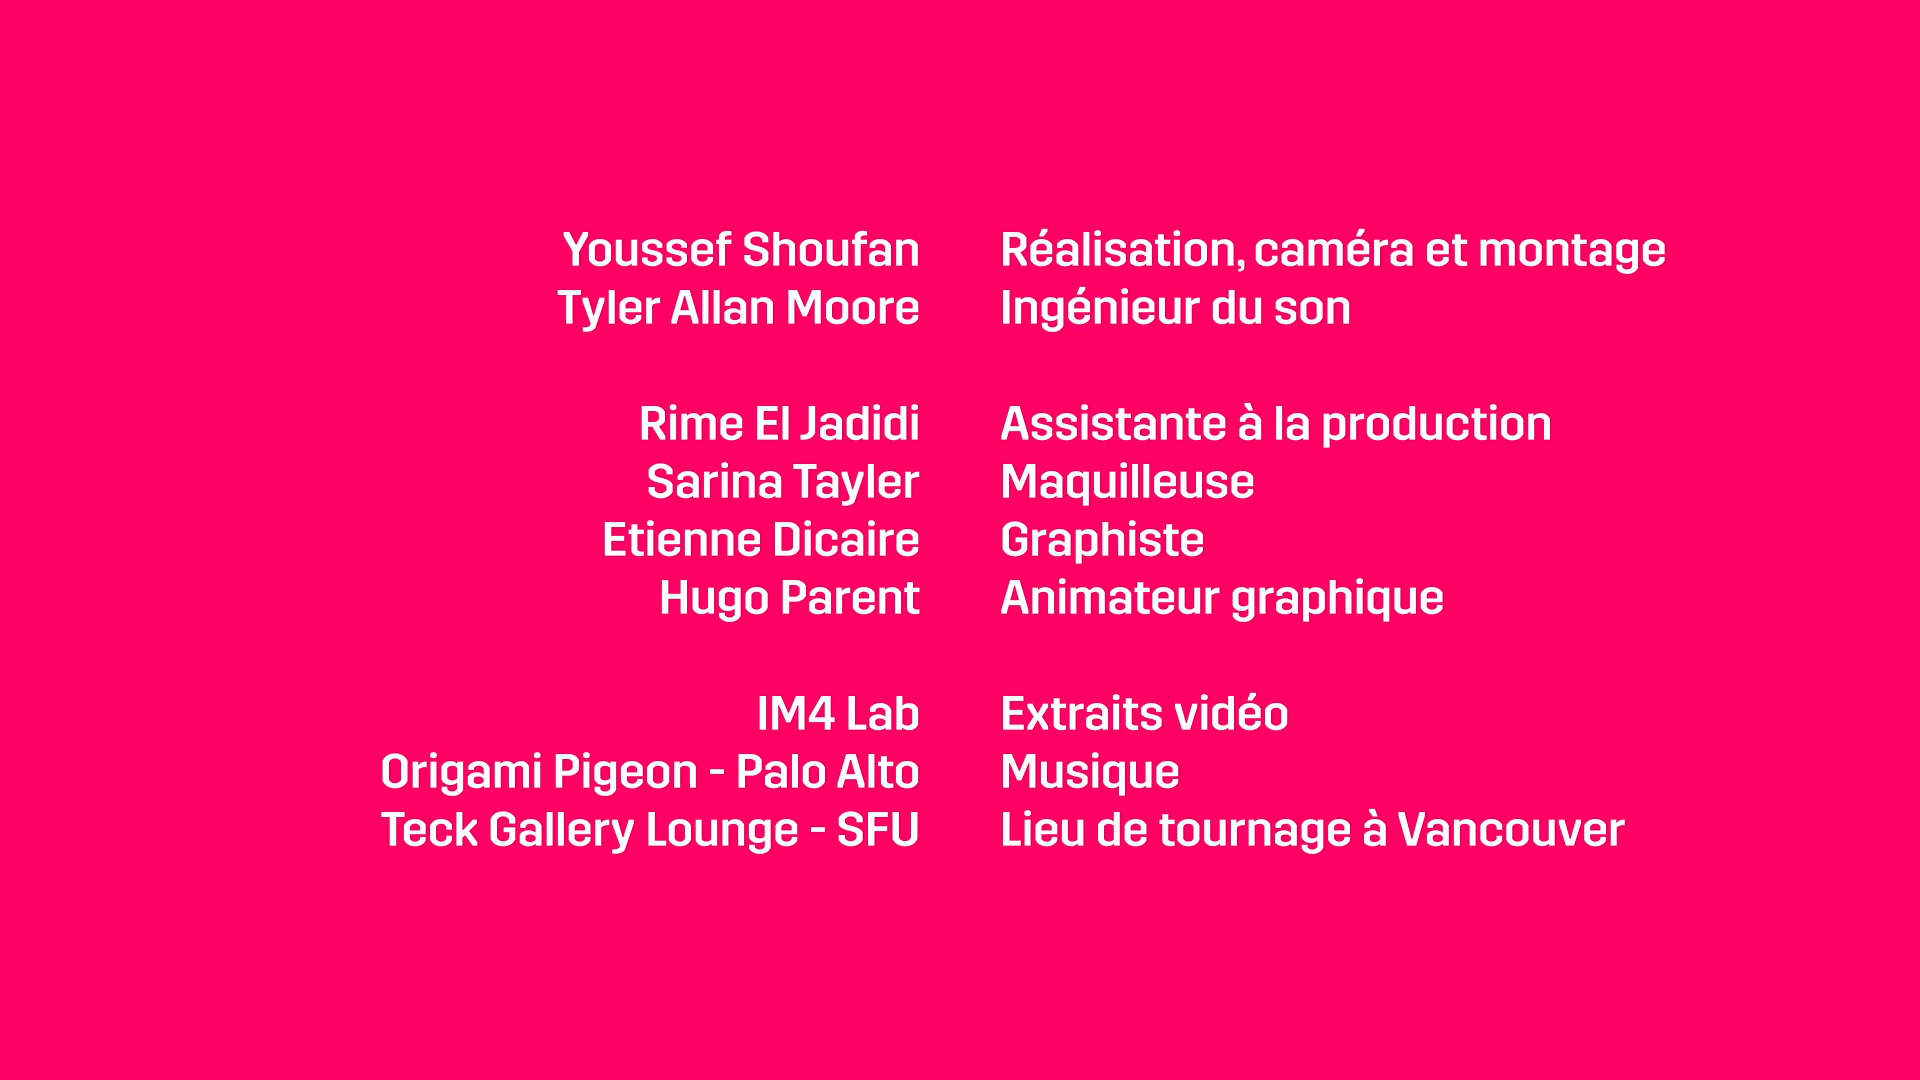 Youssef Shoufan Réalisation, caméra et montage
Tyler Allan Moore Ingénieur du son
Rime El Jadidi Assistante à la production
Sarina Tayler Maquilleuse
Etienne Dicaire Graphiste
Hugo Parent Animateur graphique
IM4 Lab Extraits vidéo
Origami Pigeon - Palo Alto Musique
Teck Gallery Lounge - SFU Lieu de tournage à Vancouver